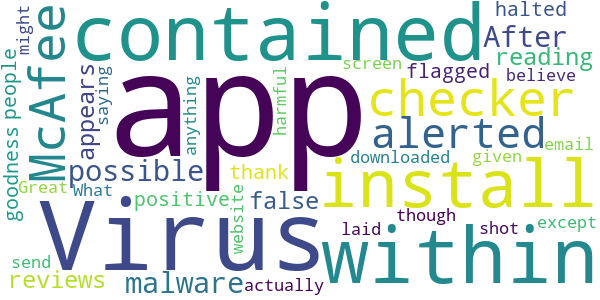 might
people
goodness
McAfee
contained
halted
After
reading
screen
flagged
believe
appears
saying
anything
harmful
app
checker
alerted
possible
Great
What
thank
downloaded
given
email
install
positive
false
website
Virus
within
though
laid
shot
except
send
reviews
malware
actually